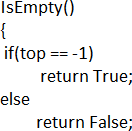 IsEmpty()
{
if(top == -1)
return True;
else
return False;